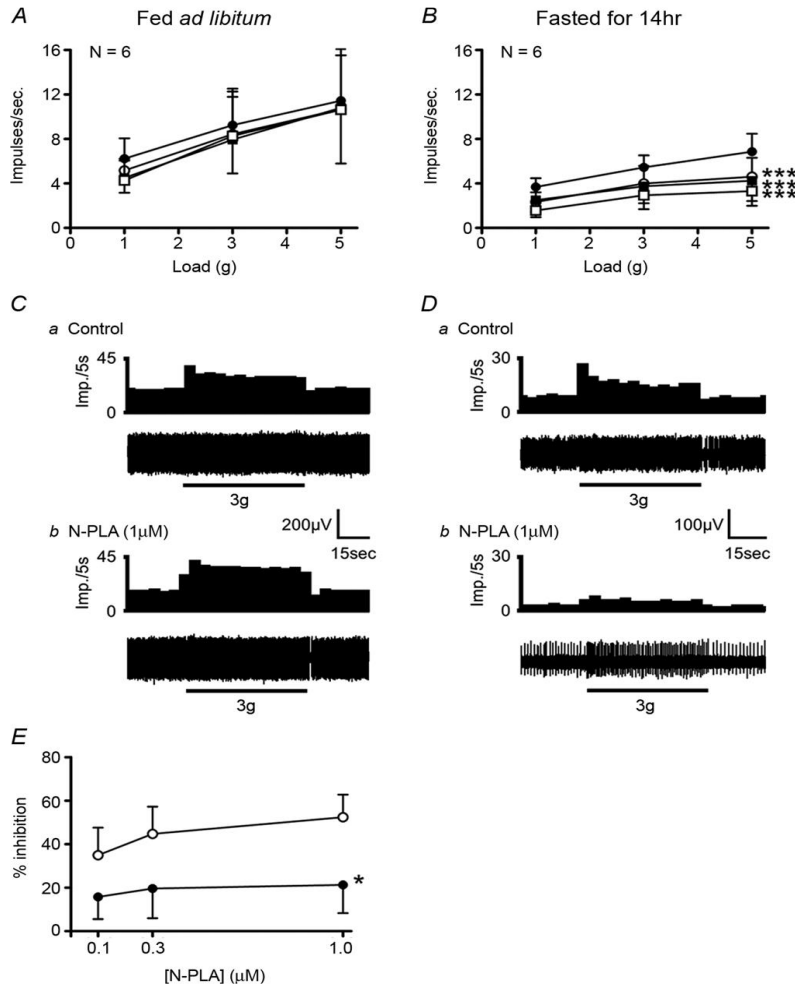 A Fed ad libitum
N = 6
Impulses/sec.
16
12
8
4
0
0 1 2 3 4 5
Load (g)
B Fasted for 14hr
N = 6
Impulses/sec.
16
12
8
4
0
0 1 2 3 4 5
Load (g)
***
***
***
C
a Control
Imp./5s
45
0
3g
b N-PLA (1µM)
200µV
15sec
Imp./5s
45
0
3g
D
a Control
Imp./5s
30
0
3g
b N-PLA (1µM)
100µV
15sec
Imp./5s
30
0
3g
E
% inhibition
80
60
40
20
0
*
0.1 0.3 1.0
[N-PLA] (µM)